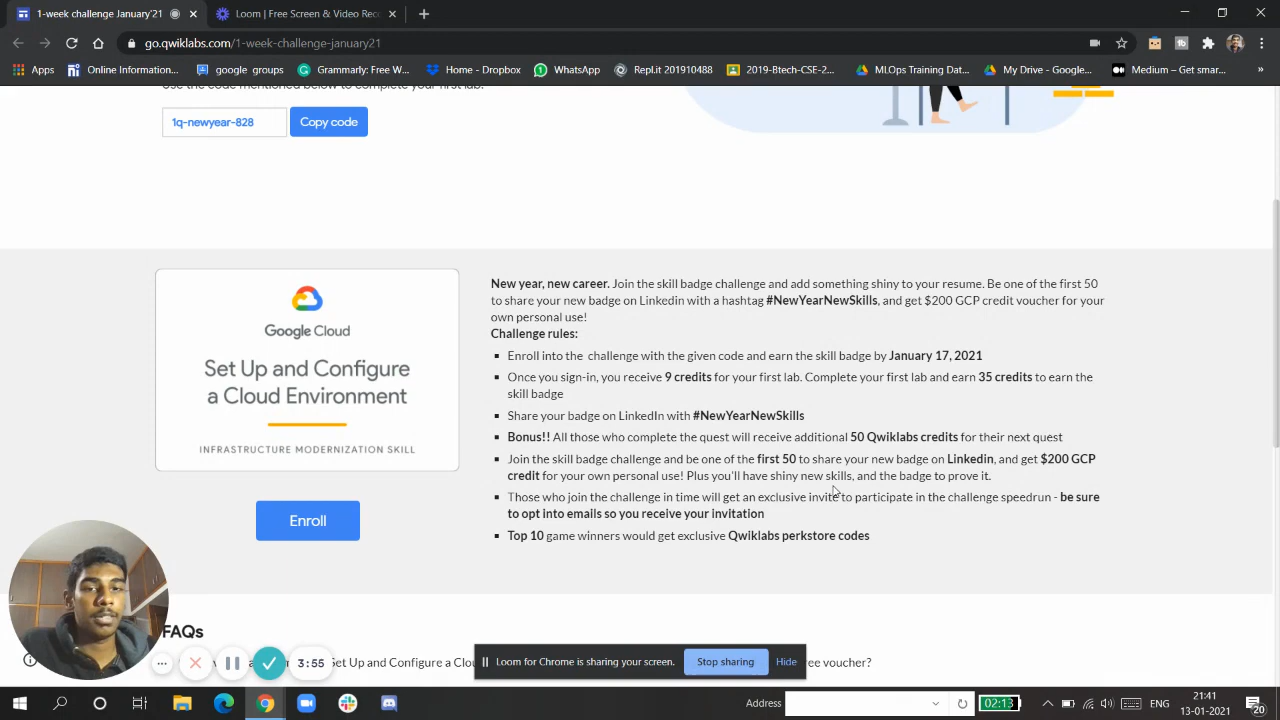 1-week challenge January'21
Loom | Free Screen & Video Rec
go.qwiklabs.com/1-week-challenge-january21
Apps
Online Information...
google groups
Grammarly: Free W...
Home - Dropbox
WhatsApp
Repl.it 201910488
2019-Btech-CSE-2...
MLOps Training Dat...
My Drive - Google...
Medium – Get smar...
»
Use the code mentioned below to complete your first lab.
1q-newyear-828
Copy code
Google Cloud
Set Up and Configure
a Cloud Environment
INFRASTRUCTURE MODERNIZATION SKILL
Enroll
New year, new career. Join the skill badge challenge and add something shiny to your resume. Be one of the first 50
to share your new badge on Linkedin with a hashtag #NewYearNewSkills, and get $200 GCP credit voucher for your
own personal use!
Challenge rules:
Enroll into the challenge with the given code and earn the skill badge by January 17, 2021
Once you sign-in, you receive 9 credits for your first lab. Complete your first lab and earn 35 credits to earn the
skill badge
Share your badge on LinkedIn with #NewYearNewSkills
Bonus!! All those who complete the quest will receive additional 50 Qwiklabs credits for their next quest
Join the skill badge challenge and be one of the first 50 to share your new badge on Linkedin, and get $200 GCP
credit for your own personal use! Plus you'll have shiny new skills, and the badge to prove it.
Those who join the challenge in time will get an exclusive invite to participate in the challenge speedrun - be sure
to opt into emails so you receive your invitation
Top 10 game winners would get exclusive Qwiklabs perkstore codes
FAQs
Set Up and Configure a Clou
ree voucher?
3:55
Loom for Chrome is sharing your screen.
Stop sharing
Hide
Address
02:13
ENG
21:41
13-01-2021
20